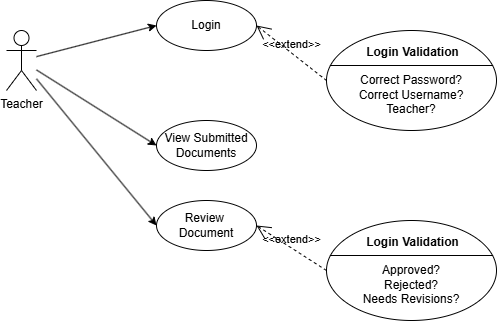 Teacher
Login
<<extend>>
Login Validation
Correct Password?
Correct Username?
Teacher?
View Submitted
Documents
Review
Document
<<extend>>
Login Validation
Approved?
Rejected?
Needs Revisions?